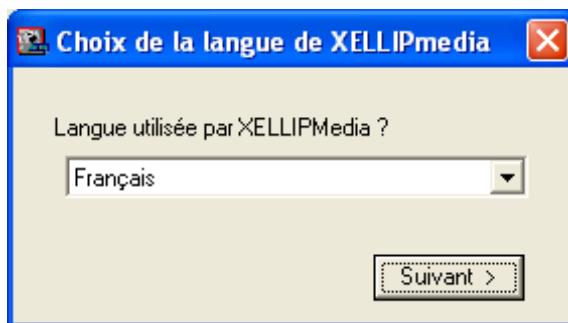 Choix de la langue de XELLIPmedia
Langue utilisée par XELLIPMedia ?
Français
Suivant >